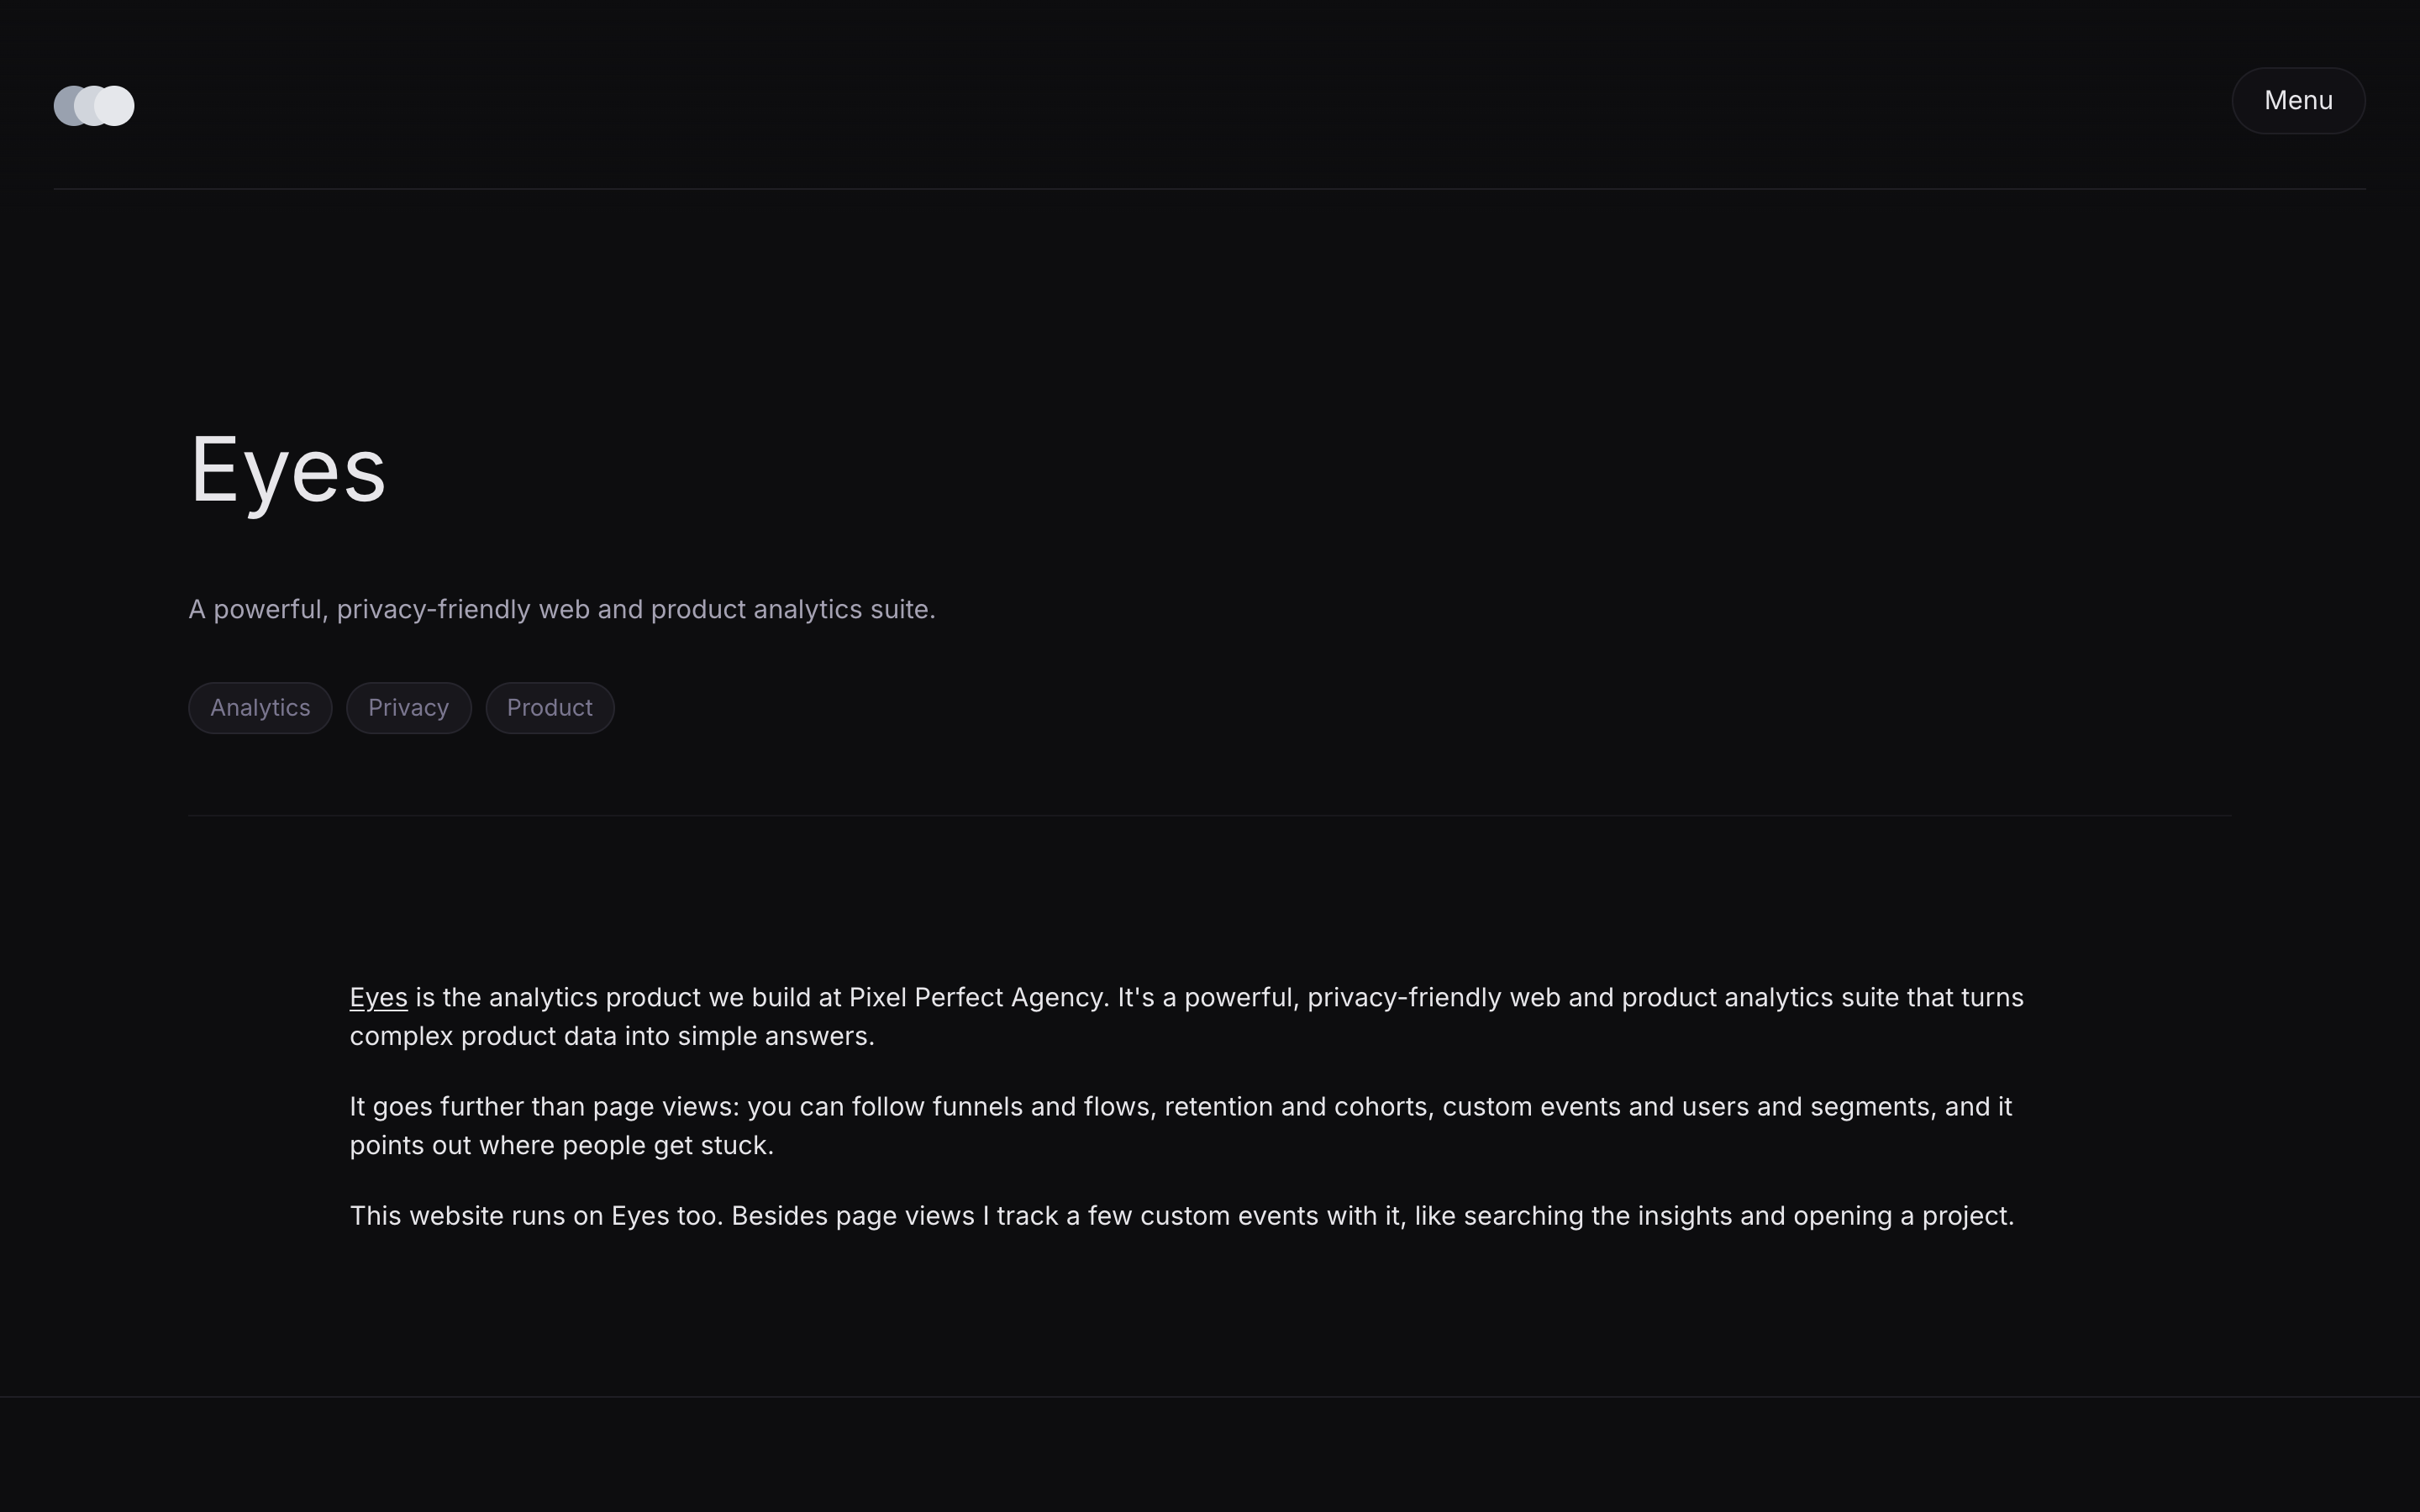 Menu
Eyes
A powerful, privacy-friendly web and product analytics suite.
Analytics Privacy Product
Eyes is the analytics product we build at Pixel Perfect Agency. It's a powerful, privacy-friendly web and product analytics suite that turns
complex product data into simple answers.
It goes further than page views: you can follow funnels and flows, retention and cohorts, custom events and users and segments, and it
points out where people get stuck.
This website runs on Eyes too. Besides page views I track a few custom events with it, like searching the insights and opening a project.